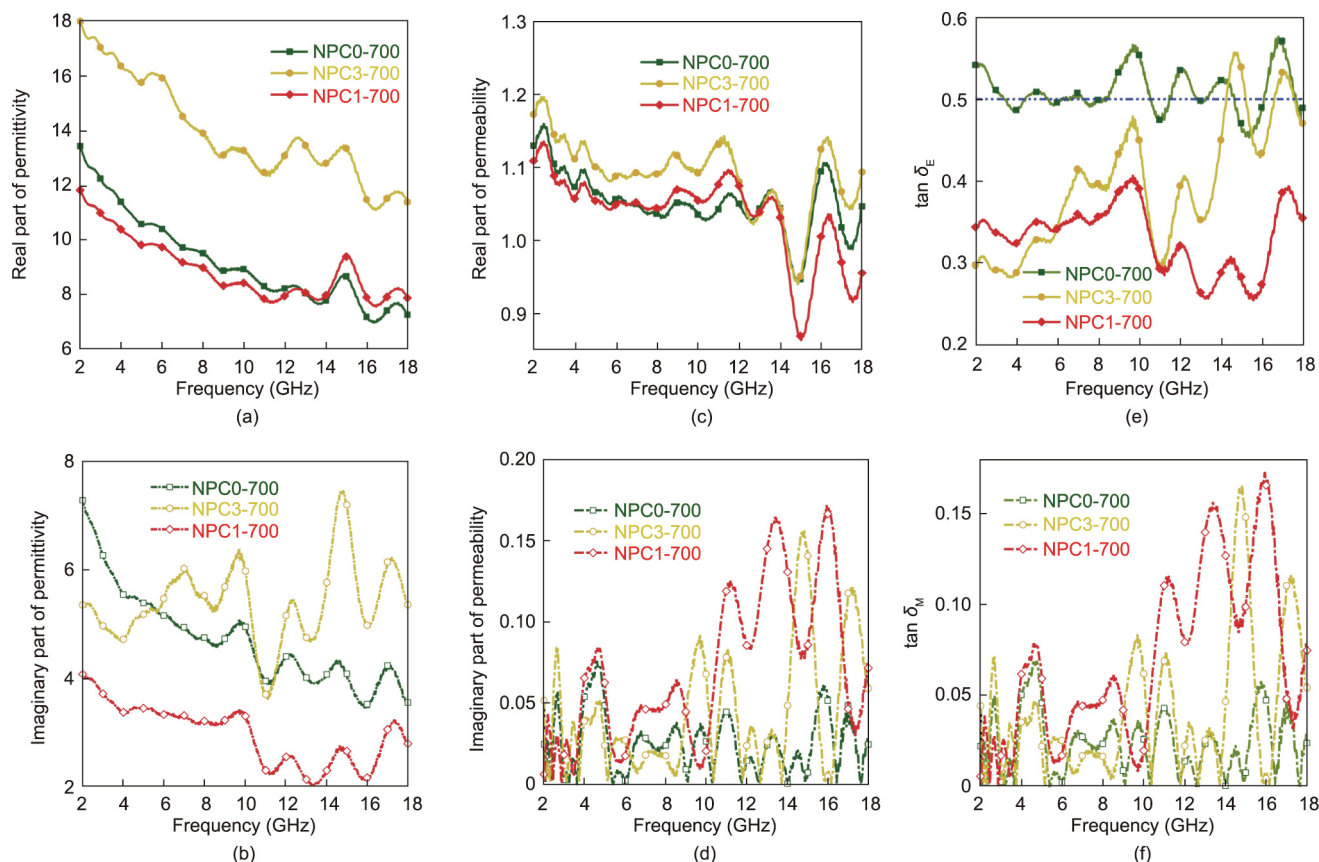 18
16
14
12
10
8
6
Real part of permittivity
NPC0-700
NPC3-700
NPC1-700
2 4 6 8 10 12 14 16 18
Frequency (GHz)
(a)
1.3
1.2
1.1
1.0
0.9
Real part of permeability
NPC0-700
NPC3-700
NPC1-700
2 4 6 8 10 12 14 16 18
Frequency (GHz)
(c)
0.6
0.5
0.4
0.3
0.2
tan δE
NPC0-700
NPC3-700
NPC1-700
2 4 6 8 10 12 14 16 18
Frequency (GHz)
(e)
8
6
4
2
Imaginary part of permittivity
NPC0-700
NPC3-700
NPC1-700
2 4 6 8 10 12 14 16 18
Frequency (GHz)
(b)
0.20
0.15
0.10
0.05
0
Imaginary part of permeability
NPC0-700
NPC3-700
NPC1-700
2 4 6 8 10 12 14 16 18
Frequency (GHz)
(d)
0.15
0.10
0.05
0
tan δM
NPC0-700
NPC3-700
NPC1-700
2 4 6 8 10 12 14 16 18
Frequency (GHz)
(f)